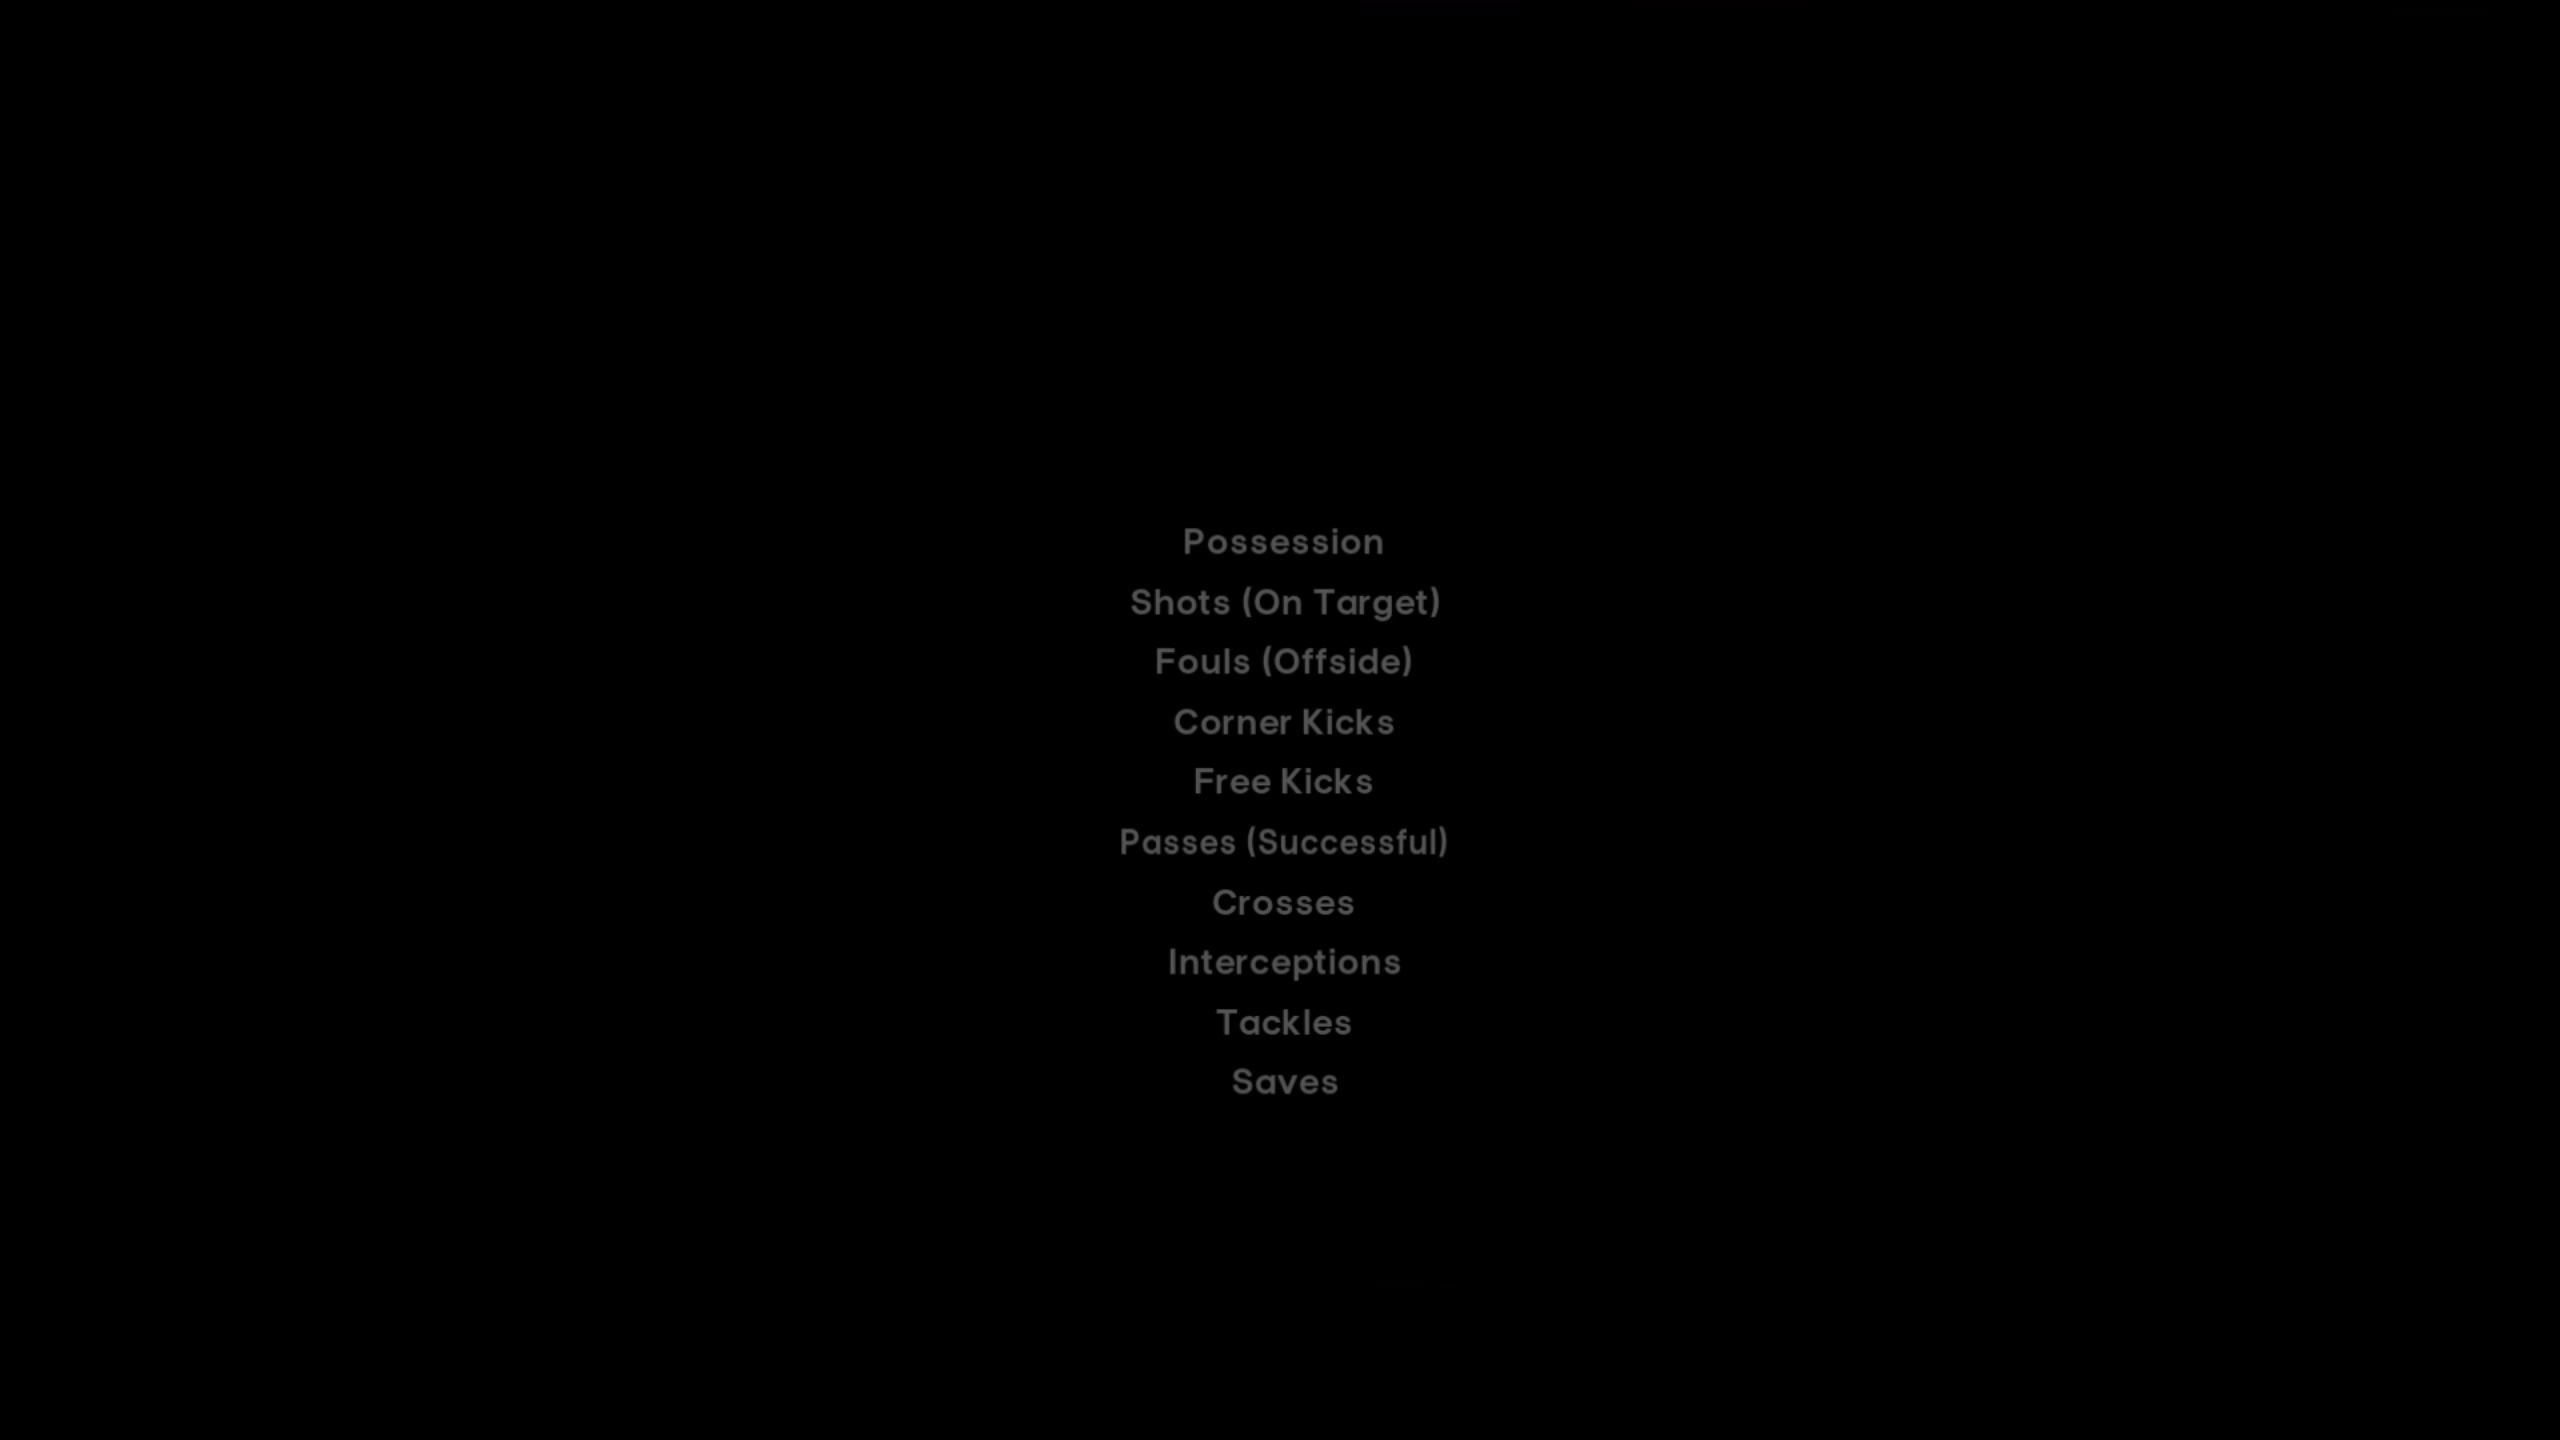 Possession
Shots (On Target)
Fouls (Offside)
Corner Kicks
Free Kicks
Passes (Successful)
Crosses
Interceptions
Tackles
Saves